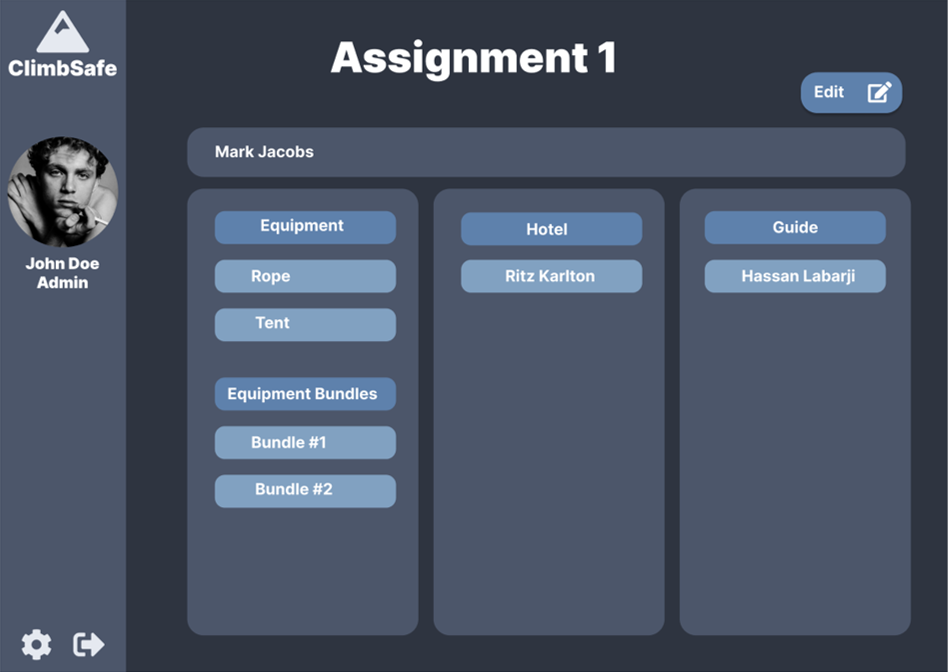 ClimbSafe
John Doe
Admin
Assignment 1
Edit
Mark Jacobs
Equipment
Rope
Tent
Equipment Bundles
Bundle #1
Bundle #2
Hotel
Ritz Karlton
Guide
Hassan Labarji